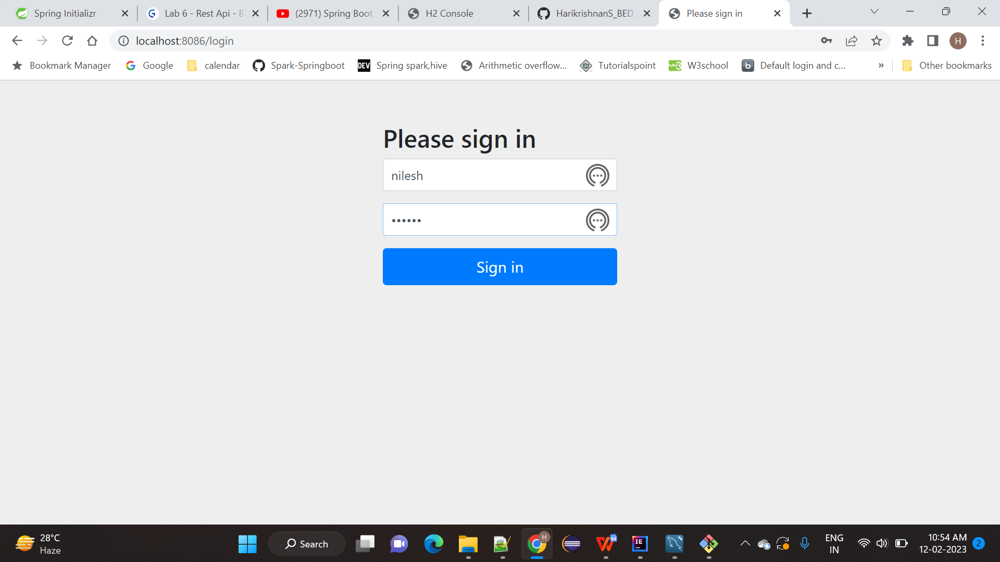 Spring Initializr
Lab 6 - Rest Api - B
(2971) Spring Boot
H2 Console
HarikrishnanS_BED_
Please sign in
localhost:8086/login
H
Bookmark Manager
Google
calendar
Spark-Springboot
DEV Spring spark,hive
Arithmetic overflow...
Tutorialspoint
W3school
Default login and c...
»
Other bookmarks
Please sign in
nilesh
••••••
Sign in
28°C
Haze
Search
H
IE
ENG
IN
10:54 AM
12-02-2023
2